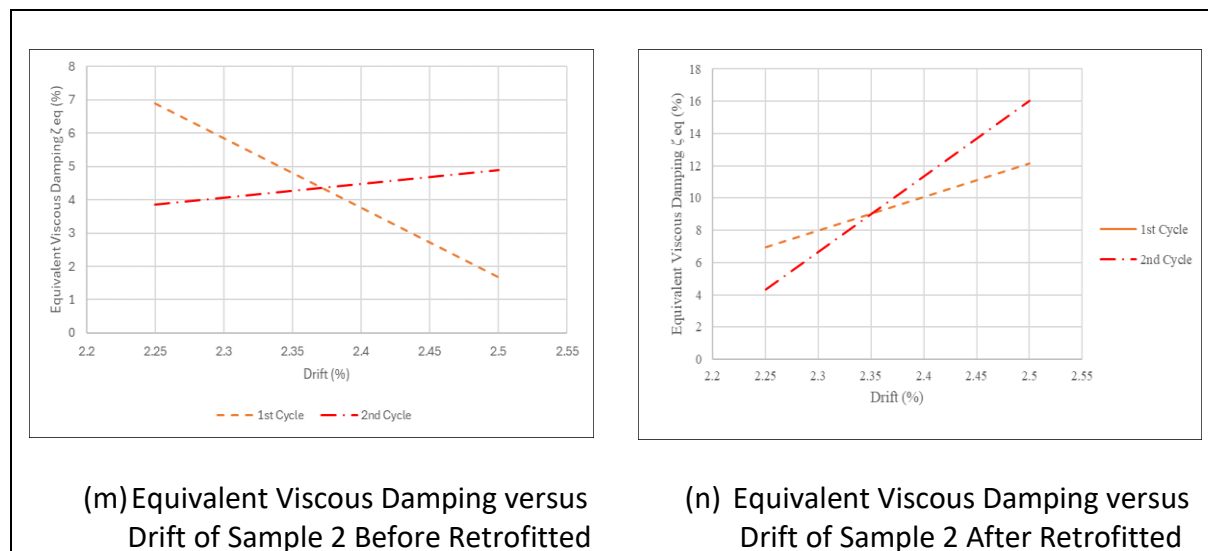 8
7
6
5
4
3
2
1
0
Equivalent Viscous Damping ζ eq (%)
2.2 2.25 2.3 2.35 2.4 2.45 2.5 2.55
Drift (%)
1st Cycle 2nd Cycle
(m) Equivalent Viscous Damping versus
Drift of Sample 2 Before Retrofitted
18
16
14
12
10
8
6
4
2
0
Equivalent Viscous Damping ζ eq (%)
2.2 2.25 2.3 2.35 2.4 2.45 2.5 2.55
Drift (%)
1st Cycle
2nd Cycle
(n) Equivalent Viscous Damping versus
Drift of Sample 2 After Retrofitted